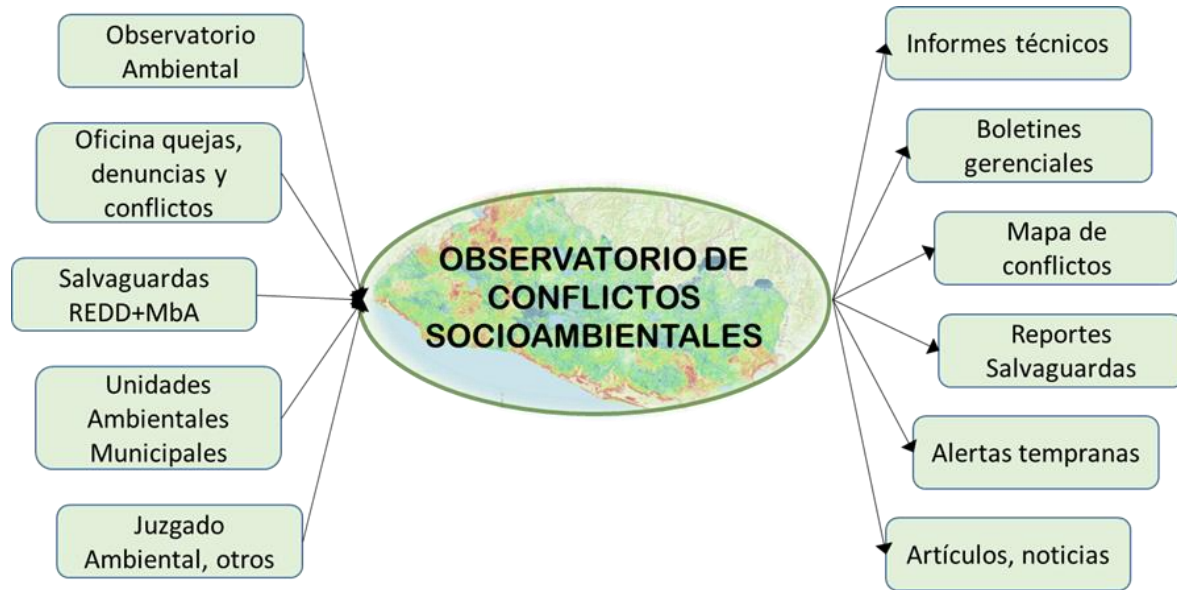 Observatorio
Ambiental
Oficina quejas,
denuncias y
conflictos
Salvaguardas
REDD+MbA
Unidades
Ambientales
Municipales
Juzgado
Ambiental, otros
OBSERVATORIO DE
CONFLICTOS
SOCIOAMBIENTALES
Informes técnicos
Boletines
gerenciales
Mapa de
conflictos
Reportes
Salvaguardas
Alertas tempranas
Artículos, noticias